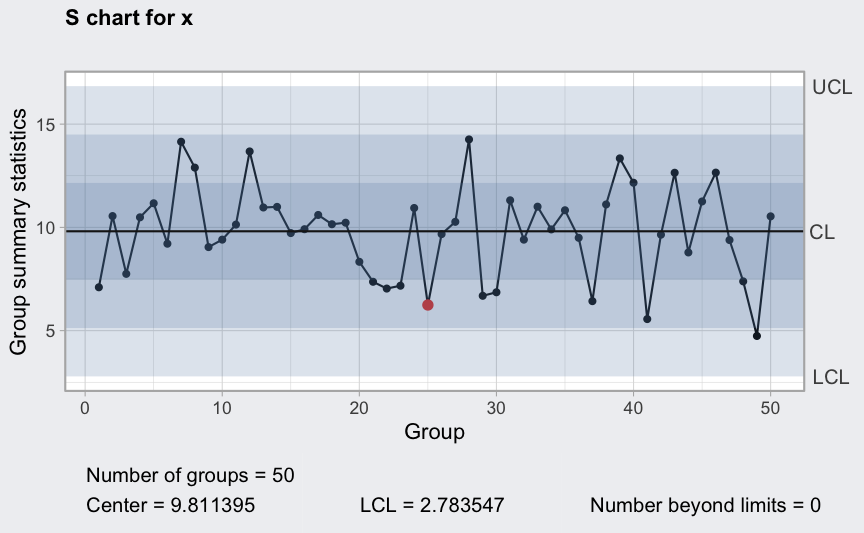 S chart for x
UCL
15
10
CL
5
LCL
Group summary statistics
0 10 20 30 40 50
Group
Number of groups = 50
Center = 9.811395 LCL = 2.783547 Number beyond limits = 0